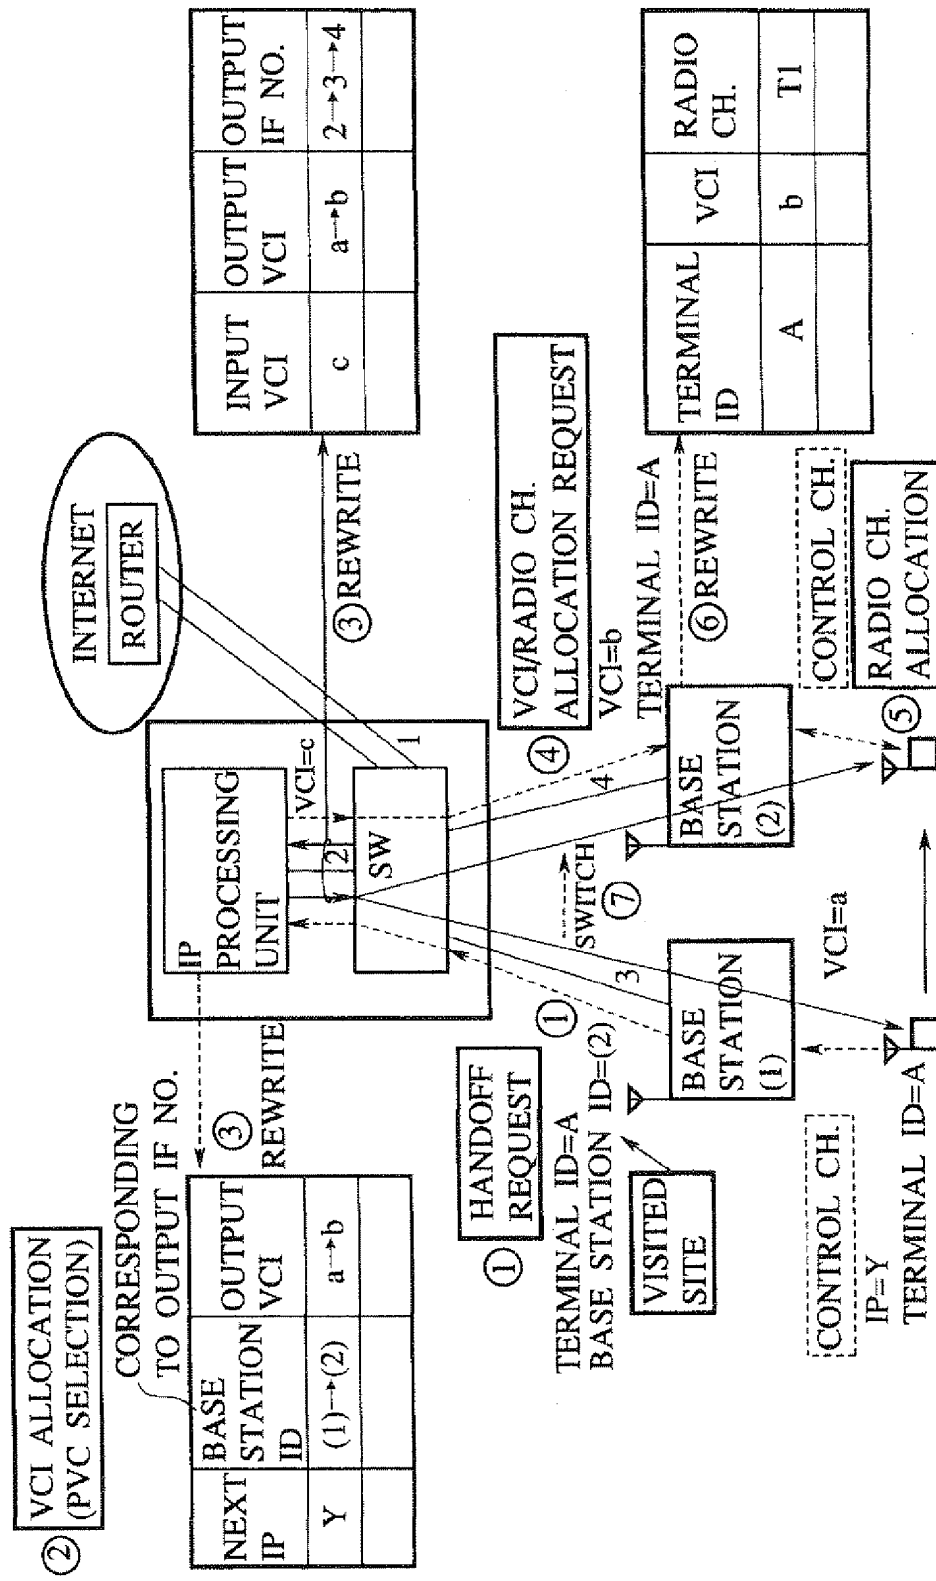 ② VCI ALLOCATION
(PVC SELECTION)
CORRESPONDING
TO OUTPUT IF NO.
NEXT IP
BASE STATION ID
OUTPUT VCI
Y
(1)→(2)
a→b
③
REWRITE
INTERNET
ROUTER
IP
PROCESSING
UNIT
VCI=c
2
SW
1
③ REWRITE
INPUT VCI
OUTPUT VCI
OUTPUT IF NO.
c
a→b
2→3→4
① HANDOFF
REQUEST
①
TERMINAL ID=A
BASE STATION ID=(2)
VISITED
SITE
3
SWITCH
⑦
4
④ VCI/RADIO CH.
ALLOCATION REQUEST
VCI=b
TERMINAL ID=A
BASE
STATION
(1)
BASE
STATION
(2)
⑥ REWRITE
TERMINAL ID
VCI
RADIO CH.
A
b
T1
CONTROL CH.
IP=Y
TERMINAL ID=A
VCI=a
CONTROL CH.
⑤ RADIO CH.
ALLOCATION